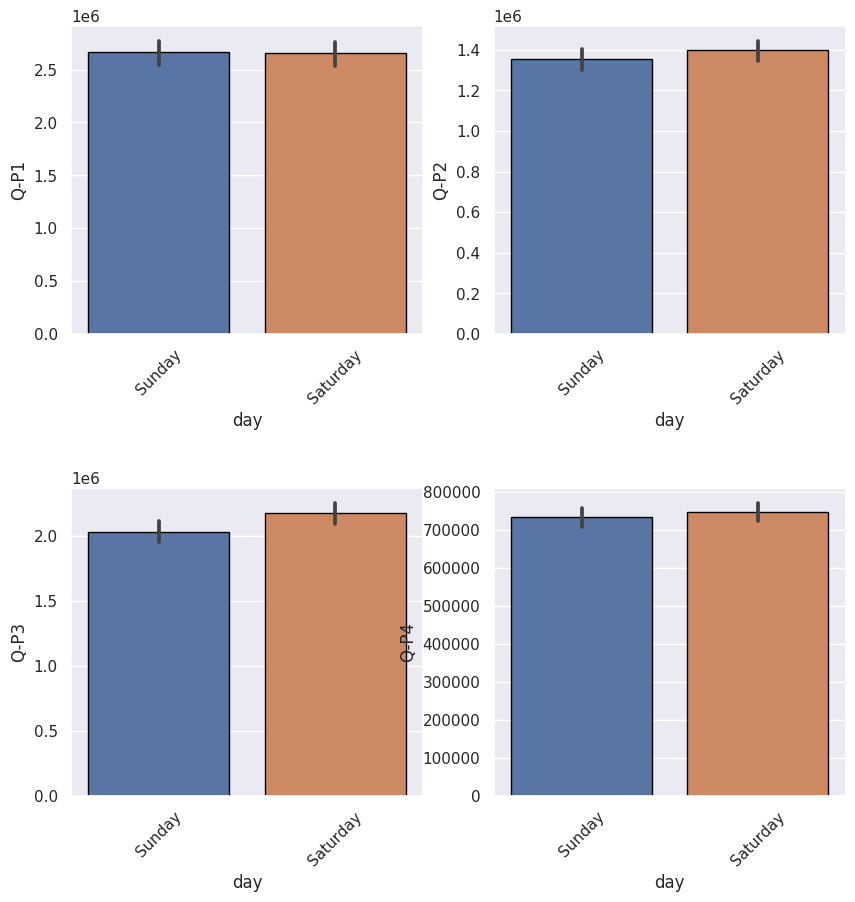 1e6
2.5
2.0
1.5
1.0
0.5
0.0
Q-P1
Sunday
Saturday
day
1e6
1.4
1.2
1.0
0.8
0.6
0.4
0.2
0.0
Q-P2
Sunday
Saturday
day
1e6
2.0
1.5
1.0
0.5
0.0
Q-P3
Sunday
Saturday
day
800000
700000
600000
500000
400000
300000
200000
100000
0
Q-P4
Sunday
Saturday
day